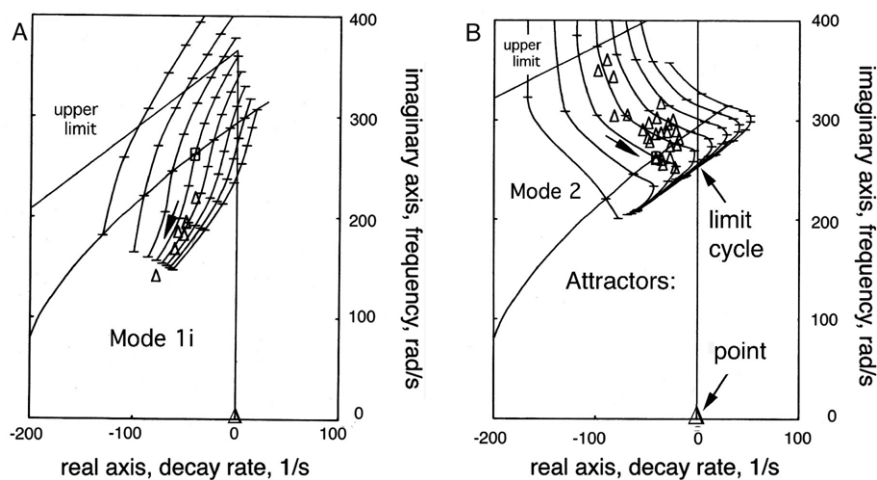 A
upper
limit
Mode 1i
400
300
200
100
0
-200
-100
0
100
imaginary axis, frequency, rad/s
real axis, decay rate, 1/s
B
upper
limit
Mode 2
limit
cycle
Attractors:
point
400
300
200
100
0
-200
-100
0
100
imaginary axis, frequency, rad/s
real axis, decay rate, 1/s